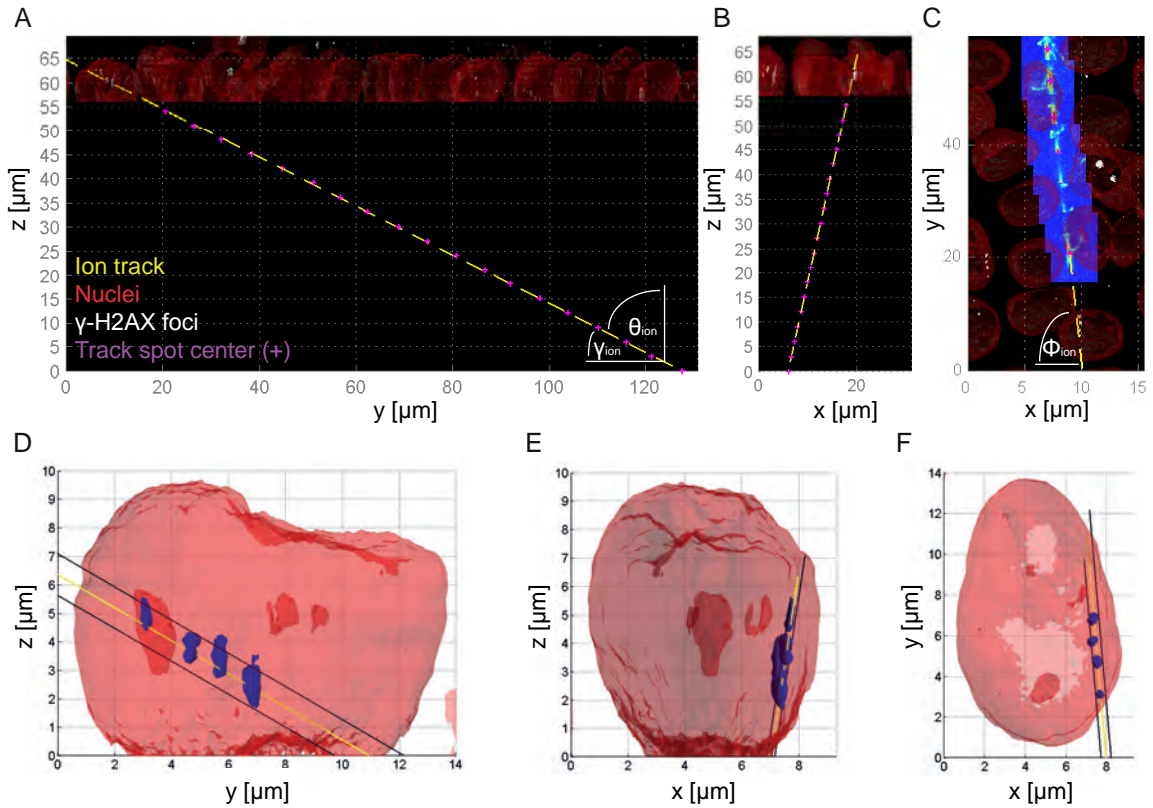 A
B
C
65
60
55
50
45
40
35
30
25
20
15
10
5
0
z [µm]
0 20 40 60 80 100 120
y [µm]
Ion track
Nuclei
γ-H2AX foci
Track spot center (+)
γion
θion
65
60
55
50
45
40
35
30
25
20
15
10
5
0
z [µm]
0 20
x [µm]
40
20
0
y [µm]
Φion
0 5 10 15
x [µm]
D
E
F
10
9
8
7
6
5
4
3
2
1
0
z [µm]
0 2 4 6 8 10 12 14
y [µm]
10
9
8
7
6
5
4
3
2
1
0
z [µm]
0 2 4 6 8
x [µm]
14
12
10
8
6
4
2
0
y [µm]
0 2 4 6 8
x [µm]